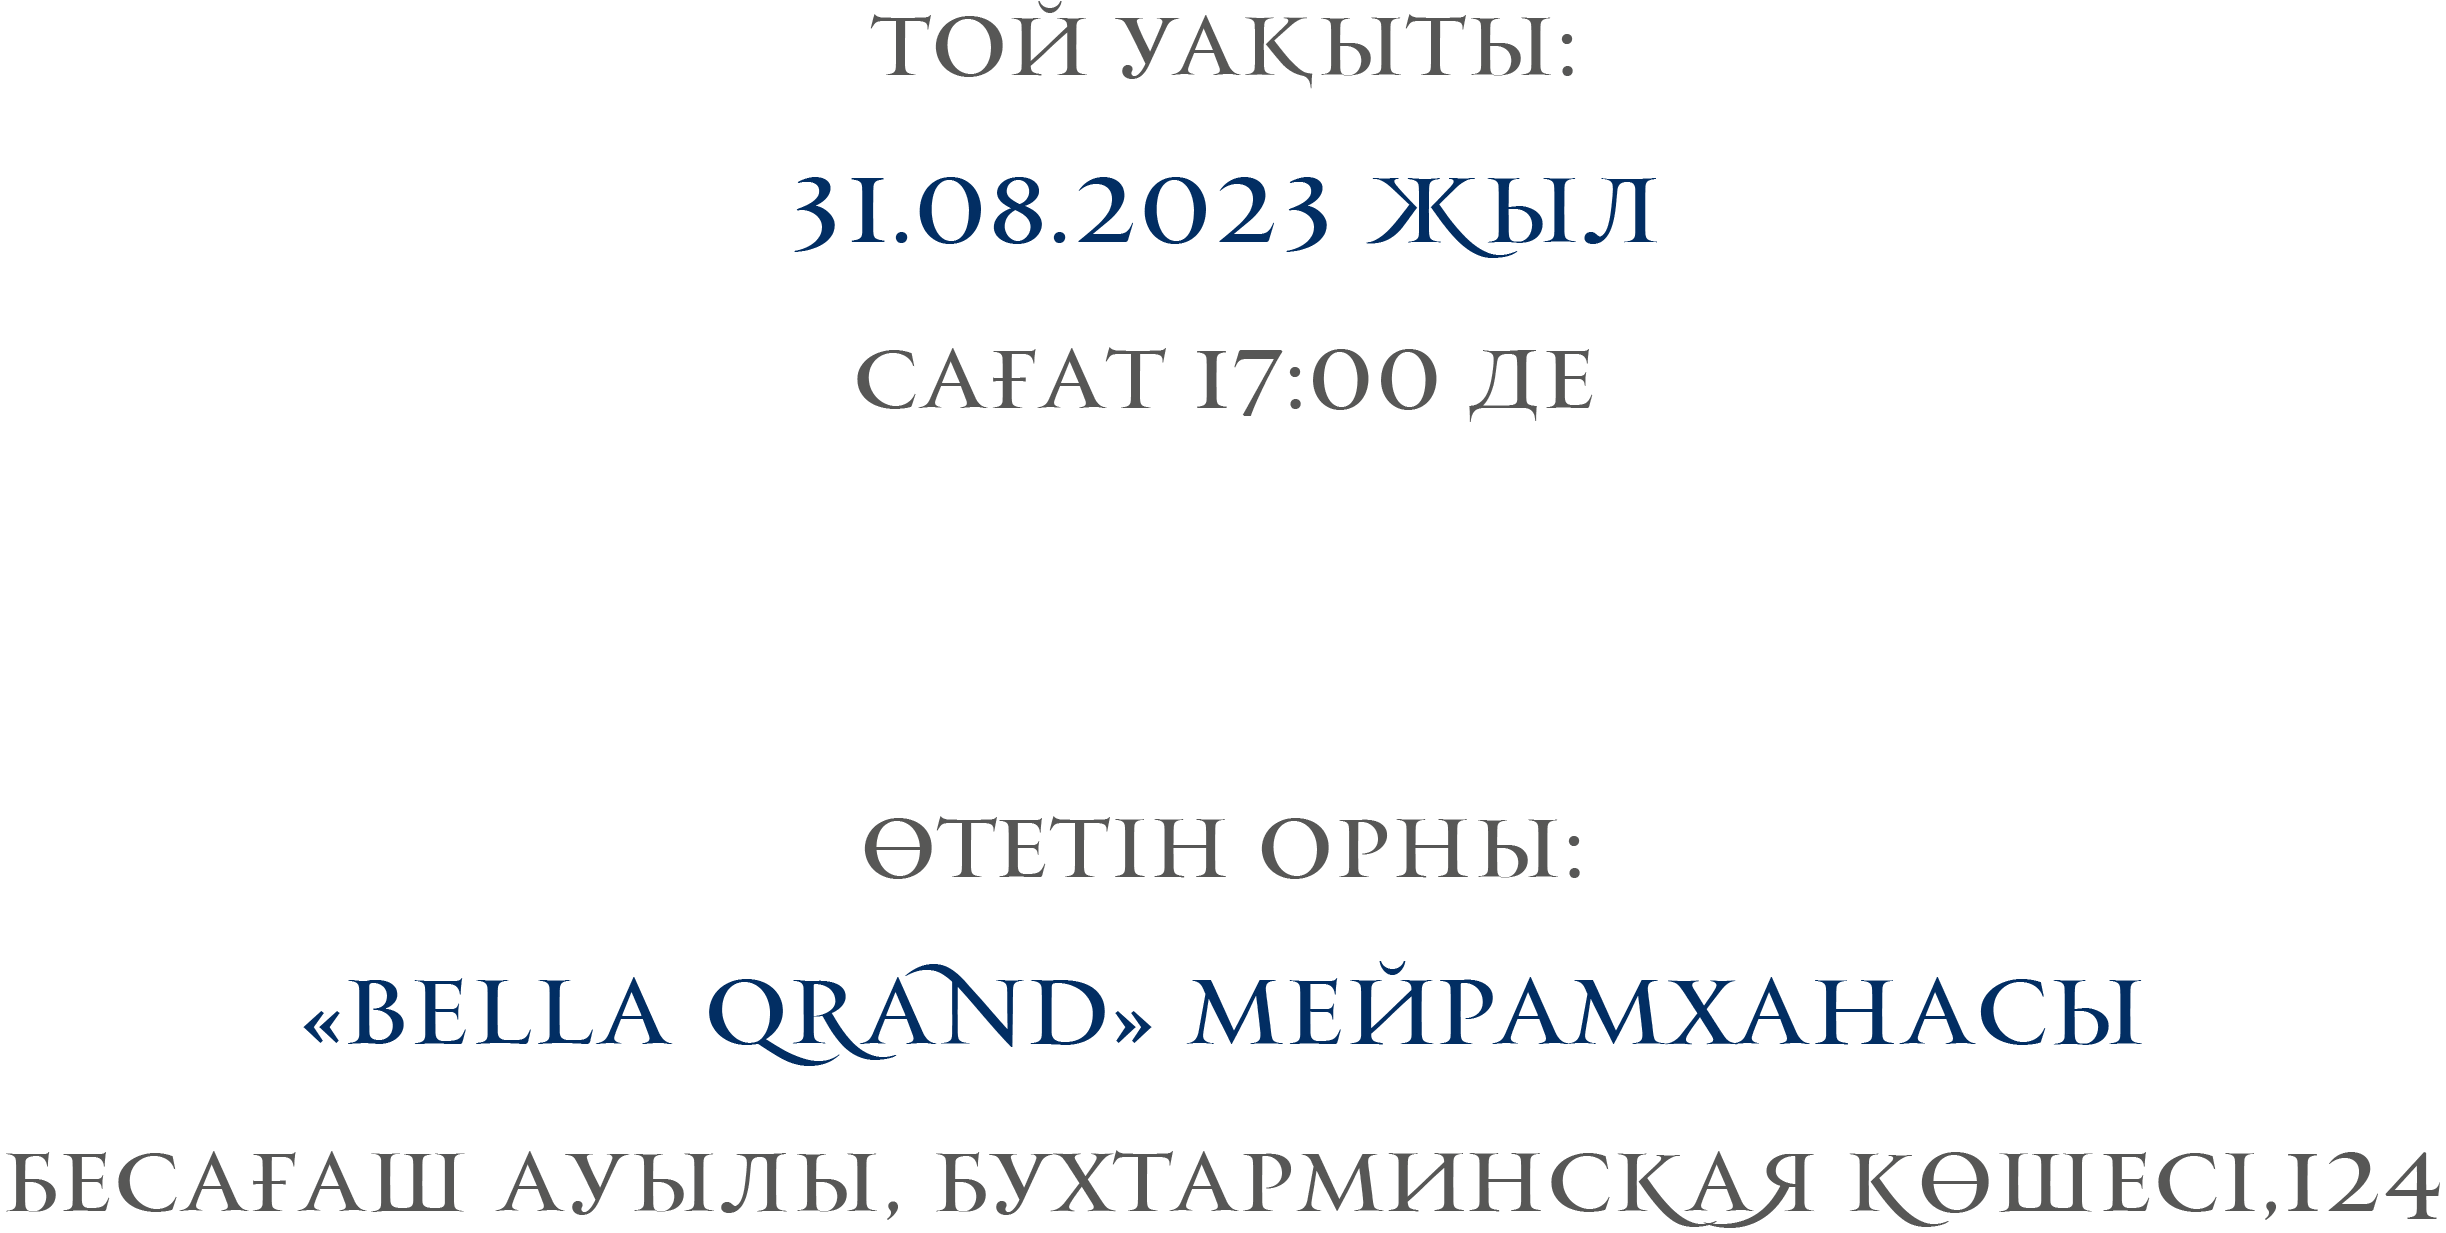 ТОЙ УАҚЫТЫ:
31.08.2023 ЖЫЛ
САҒАТ 17:00 ДЕ
ӨТЕТІН ОРНЫ:
«BELLA QRAND» МЕЙРАМХАНАСЫ
БЕСАҒАШ АУЫЛЫ, БУХТАРМИНСКАЯ КӨШЕСІ,124